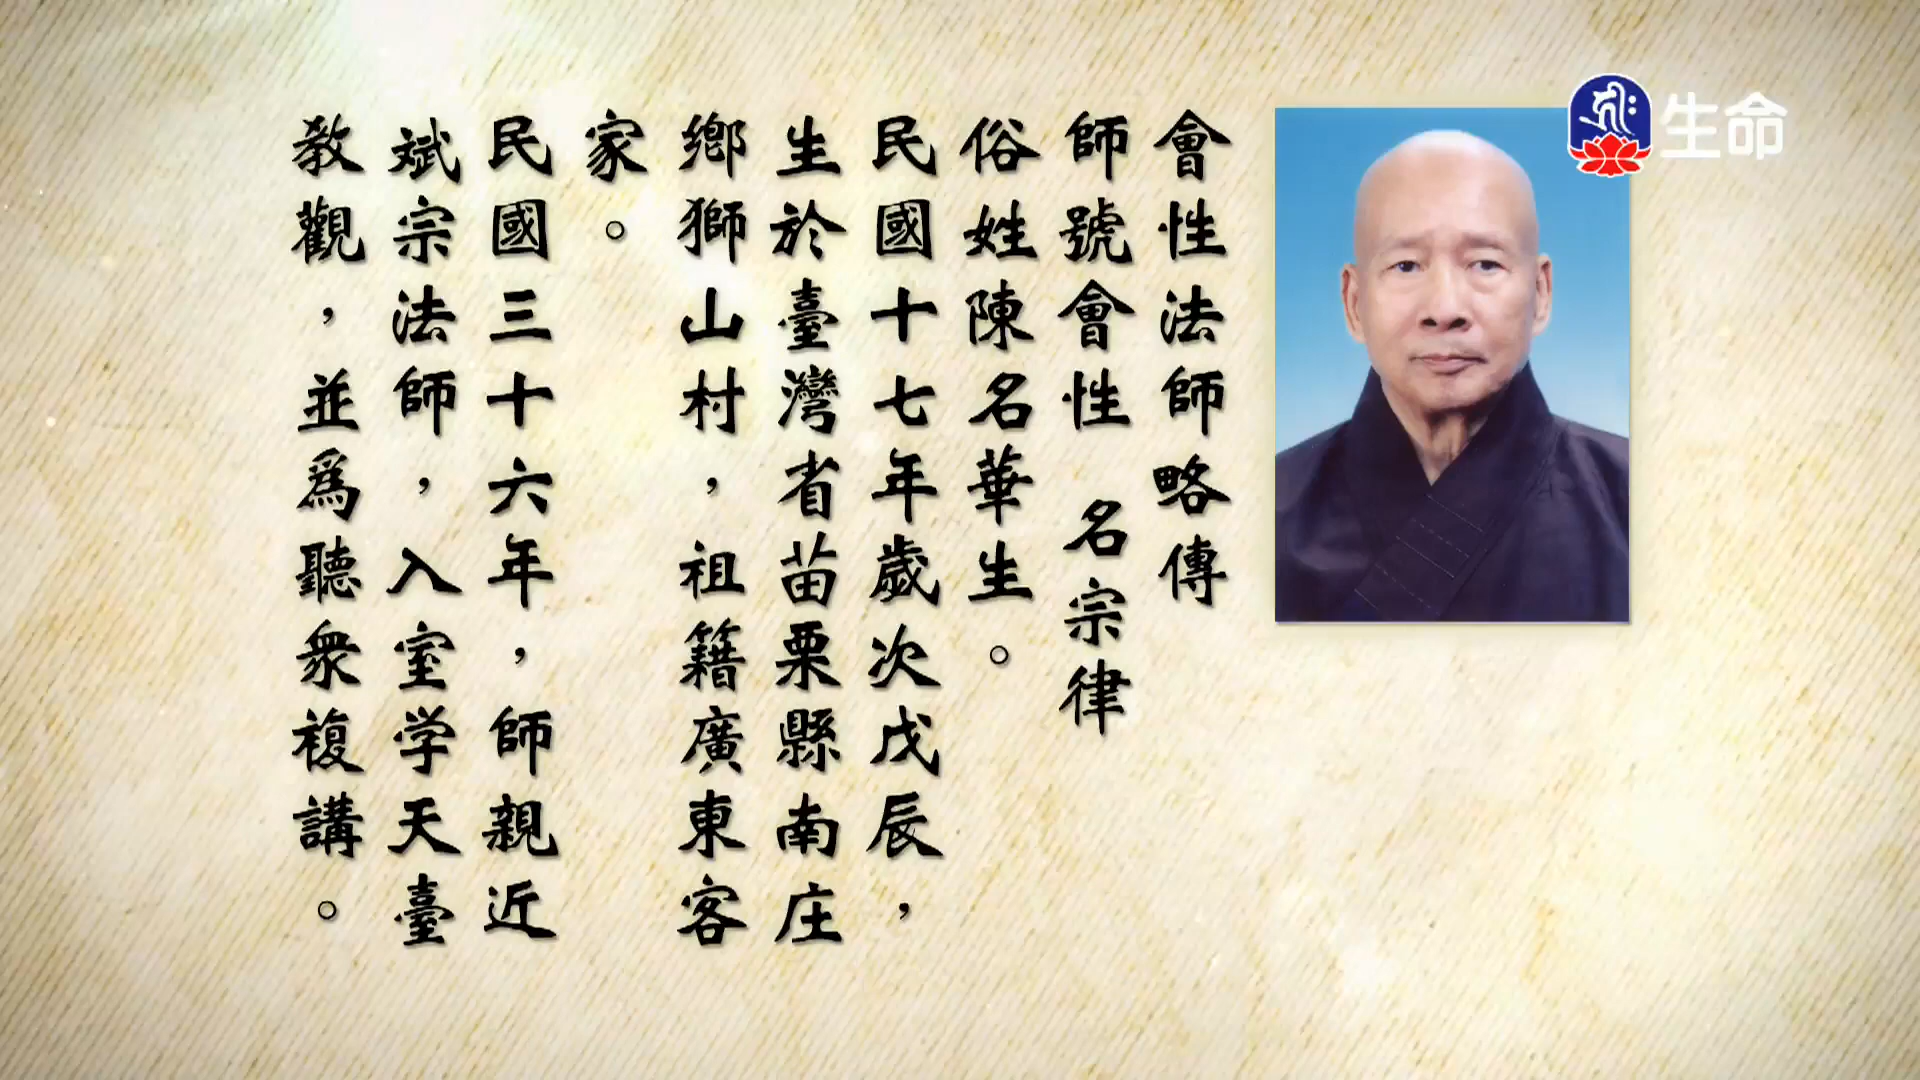 會性法師略傳
師號會性 名宗律
俗姓陳名華生。
民國十七年歲次戊辰，
生於臺灣省苗栗縣南庄
鄉獅山村，祖籍廣東客
家。
民國三十六年，師親近
斌宗法師，入室学天臺
教觀，並為聽眾複講。
生命